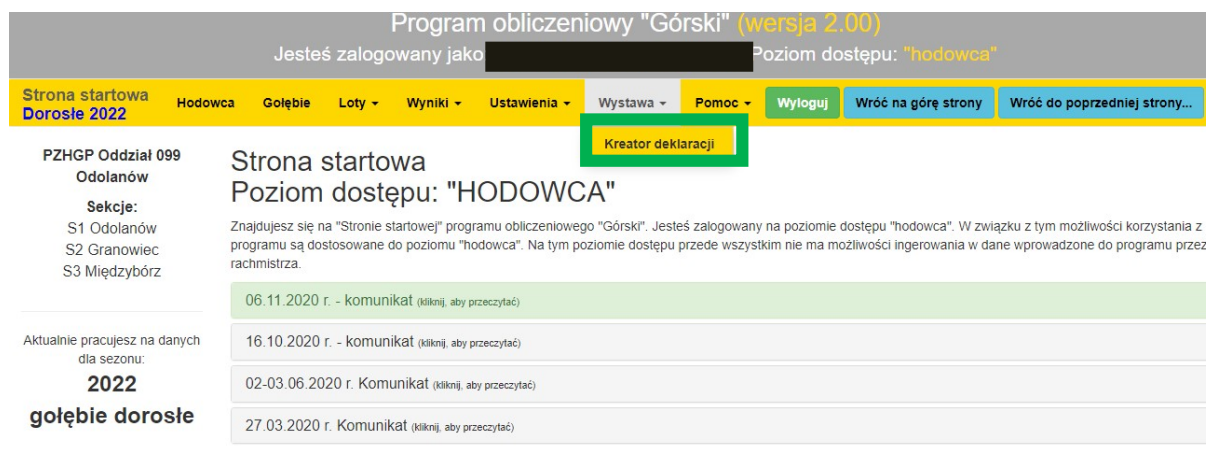 Program obliczeniowy "Górski" (wersja 2.00)
Jesteś zalogowany jako Poziom dostępu: "hodowca"
Strona startowa
Dorosłe 2022
Hodowca Gołębie Loty Wyniki Ustawienia Wystawa Pomoc Wyloguj Wróć na górę strony Wróć do poprzedniej strony...
Kreator deklaracji
PZHGP Oddział 099
Odolanów
Sekcje:
S1 Odolanów
S2 Granowiec
S3 Międzybórz
Aktualnie pracujesz na danych
dla sezonu:
2022
gołębie dorosłe
Strona startowa
Poziom dostępu: "HODOWCA"
Znajdujesz się na "Stronie startowej" programu obliczeniowego "Górski". Jesteś zalogowany na poziomie dostępu "hodowca". W związku z tym możliwości korzystania z
programu są dostosowane do poziomu "hodowca". Na tym poziomie dostępu przede wszystkim nie ma możliwości ingerowania w dane wprowadzone do programu przez
rachmistrza.
06.11.2020 r. - komunikat (kliknij, aby przeczytać)
16.10.2020 r. - komunikat (kliknij, aby przeczytać)
02-03.06.2020 r. Komunikat (kliknij, aby przeczytać)
27.03.2020 r. Komunikat (kliknij, aby przeczytać)